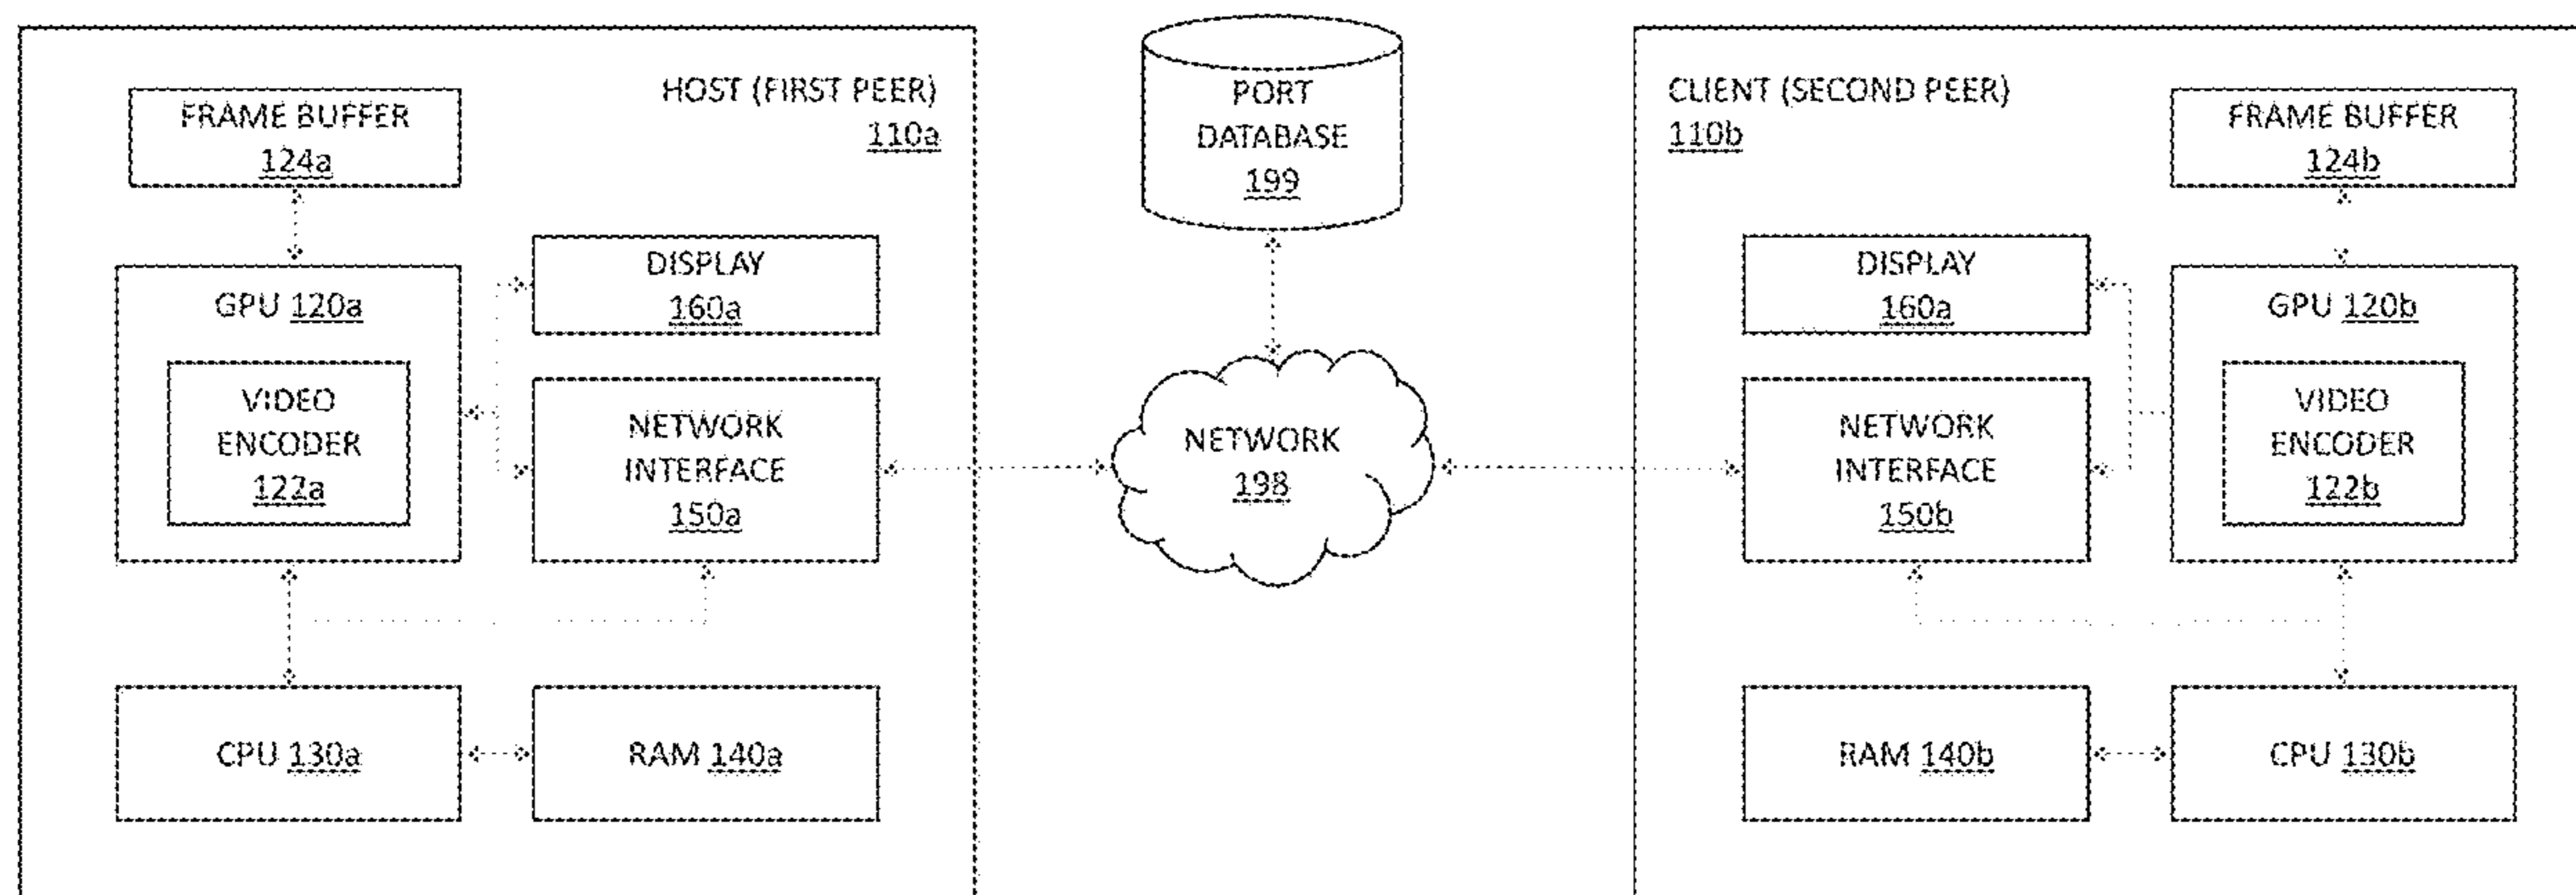 HOST (FIRST PEER)
110a
FRAME BUFFER
124a
GPU 120a
VIDEO
ENCODER
122a
DISPLAY
160a
NETWORK
INTERFACE
150a
CPU 130a
RAM 140a
PORT
DATABASE
199
NETWORK
198
CLIENT (SECOND PEER)
110b
FRAME BUFFER
124b
DISPLAY
160a
GPU 120b
VIDEO
ENCODER
122b
NETWORK
INTERFACE
150b
RAM 140b
CPU 130b